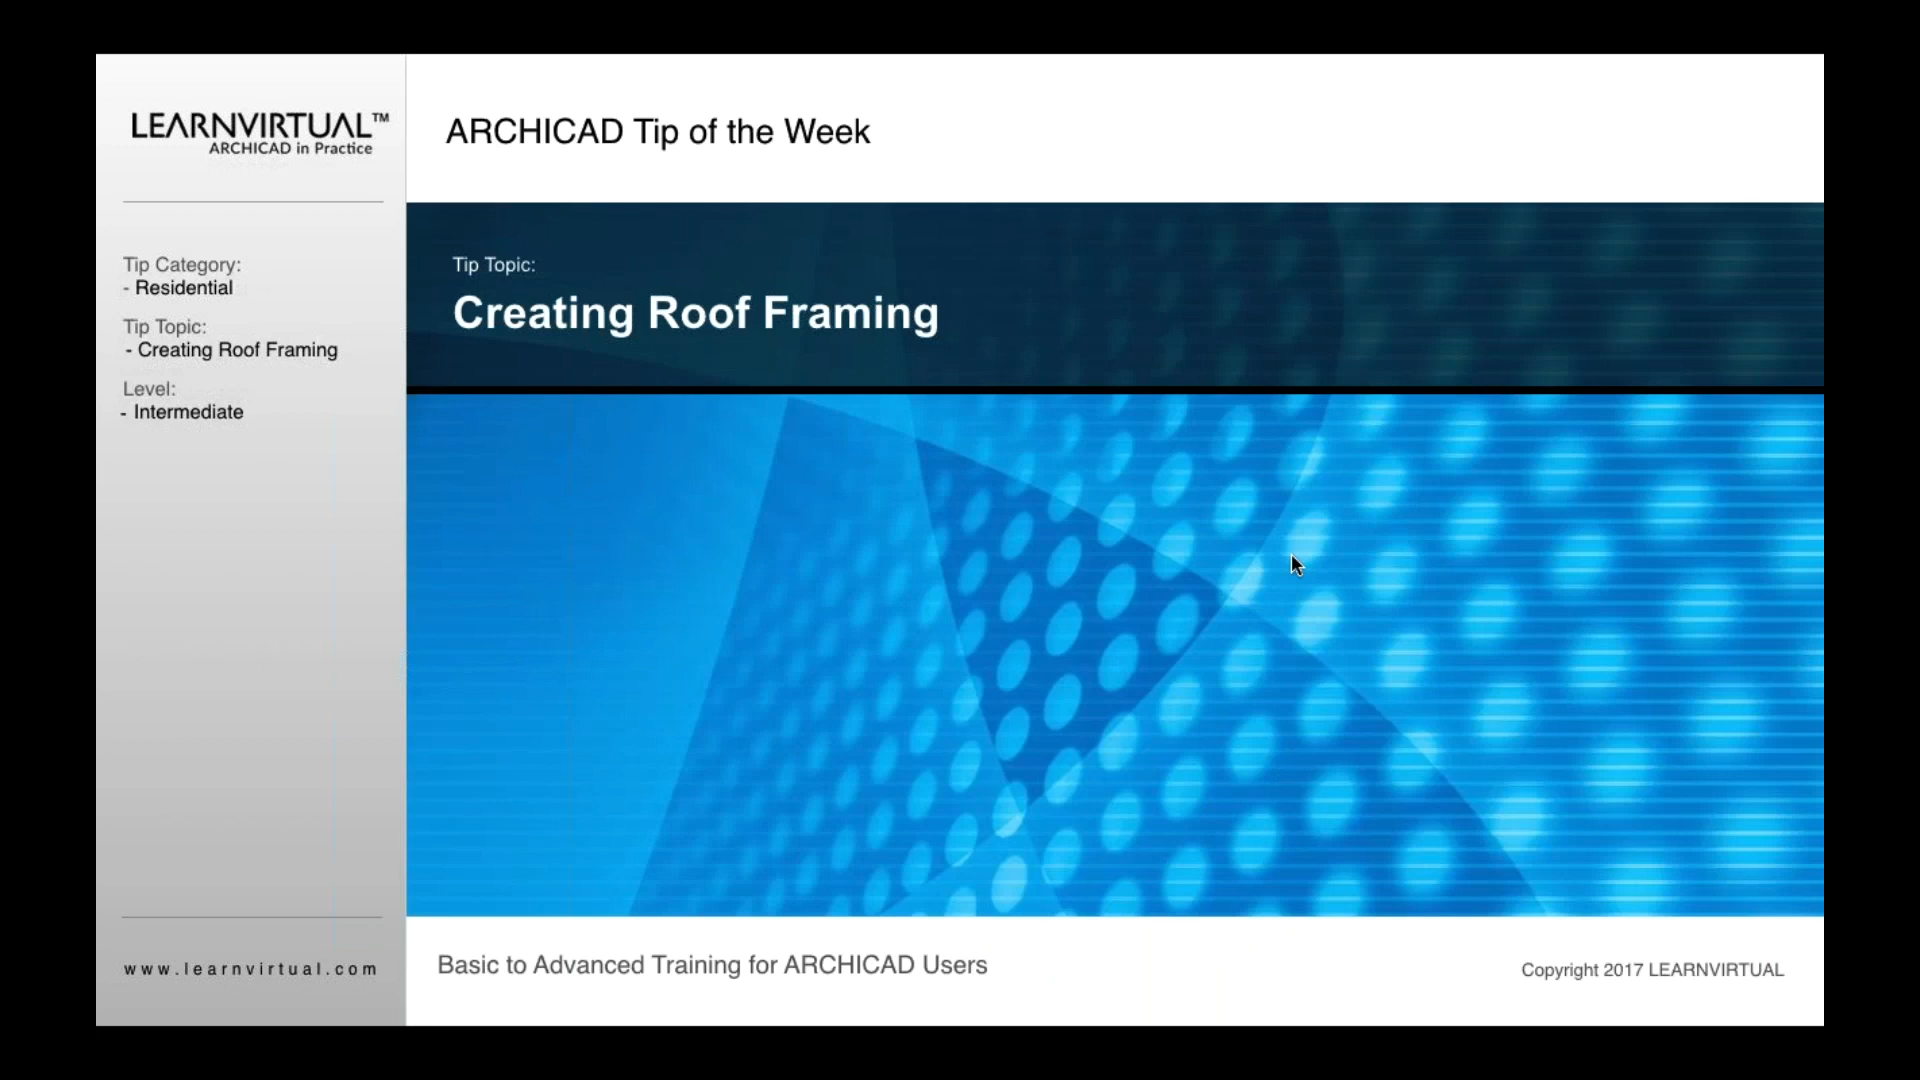 LEARNVIRTUAL™
ARCHICAD in Practice
Tip Category:
- Residential
Tip Topic:
- Creating Roof Framing
Level:
- Intermediate
www.learnvirtual.com
ARCHICAD Tip of the Week
Tip Topic:
Creating Roof Framing
Basic to Advanced Training for ARCHICAD Users
Copyright 2017 LEARNVIRTUAL